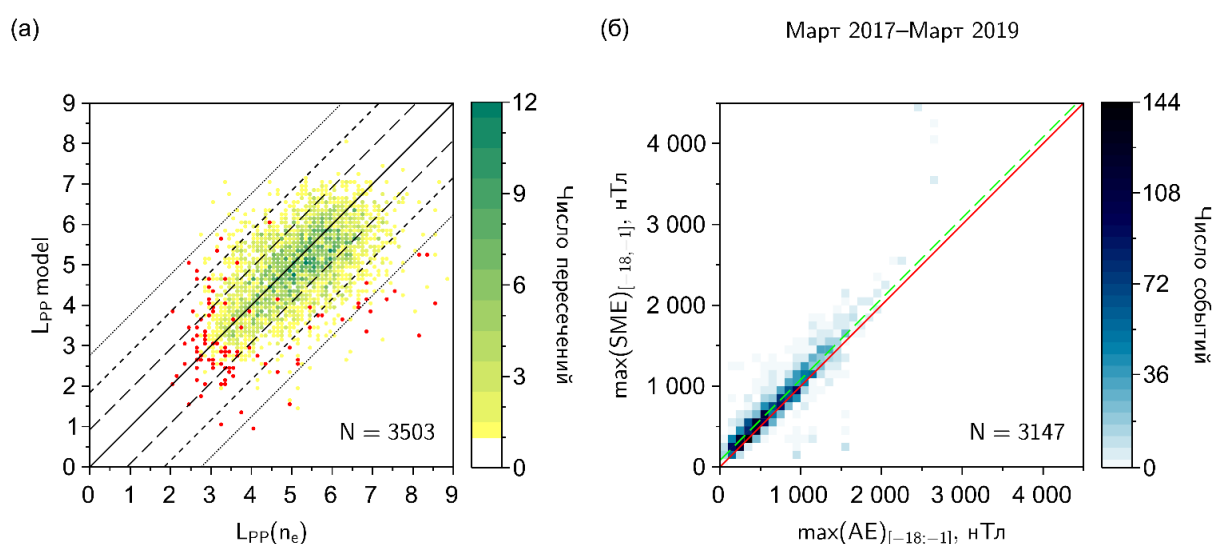 (а)
(б)
Март 2017–Март 2019
9
8
7
6
5
4
3
2
1
0
L_PP model
0 1 2 3 4 5 6 7 8 9
L_PP(n_e)
N = 3503
12
9
6
3
0
Число пересечений
4 000
3 000
2 000
1 000
0
max(SME)_[−18,−1], нТл
0 1 000 2 000 3 000 4 000
max(AE)_[−18:−1], нТл
N = 3147
144
108
72
36
0
Число событий